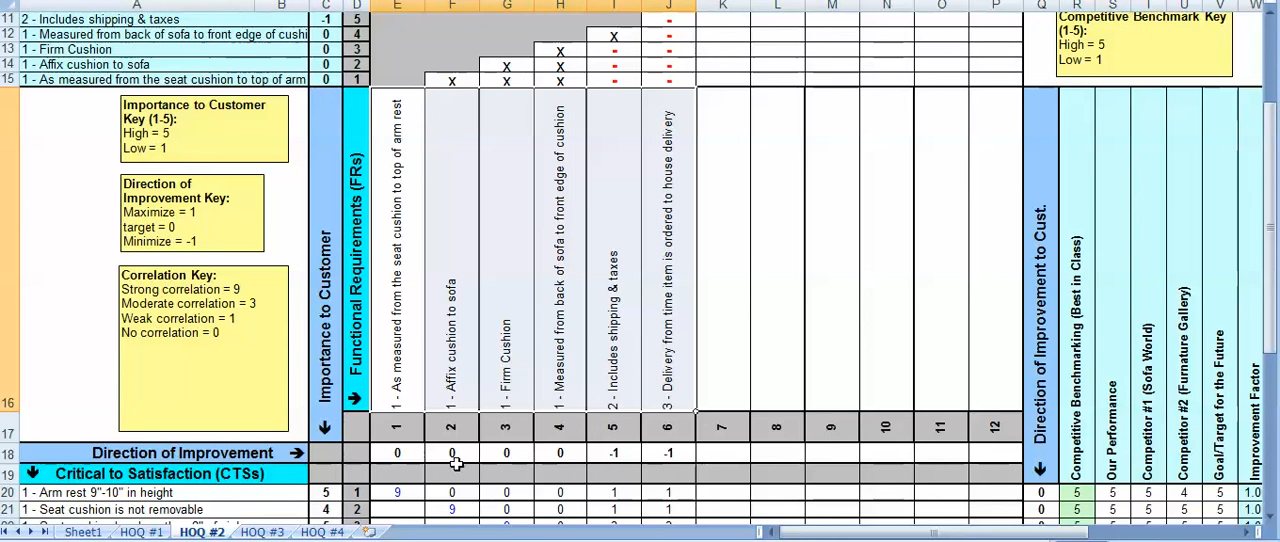 A B C D E F G H I J K L M N O P Q R S T U V W
11 2 - Includes shipping & taxes -1 5 -
12 1 - Measured from back of sofa to front edge of cushi 0 4 X -
13 1 - Firm Cushion 0 3 X - -
14 1 - Affix cushion to sofa 0 2 X X - -
15 1 - As measured from the seat cushion to top of arm 0 1 X X X - -
Competitive Benchmark Key
(1-5):
High = 5
Low = 1
Importance to Customer
Key (1-5):
High = 5
Low = 1
Direction of
Improvement Key:
Maximize = 1
target = 0
Minimize = -1
Correlation Key:
Strong correlation = 9
Moderate correlation = 3
Weak correlation = 1
No correlation = 0
16
Importance to Customer
Functional Requirements (FRs)
1 - As measured from the seat cushion to top of arm rest
1 - Affix cushion to sofa
1 - Firm Cushion
1 - Measured from back of sofa to front edge of cushion
2 - Includes shipping & taxes
3 - Delivery from time item is ordered to house delivery
Direction of Improvement to Cust.
Competitive Benchmarking (Best in Class)
Our Performance
Competitor #1 (Sofa World)
Competitor #2 (Furnature Gallery)
Goal/Target for the Future
Improvement Factor
17 1 2 3 4 5 6 7 8 9 10 11 12
18 Direction of Improvement 0 0 0 0 -1 -1
19 Critical to Satisfaction (CTSs)
20 1 - Arm rest 9"-10" in height 5 1 9 0 0 0 1 1 0 5 5 5 4 5 1.0
21 1 - Seat cushion is not removable 4 2 0 9 0 0 1 1 0 5 5 5 5 5 1.0
Sheet1 HOQ #1 HOQ #2 HOQ #3 HOQ #4